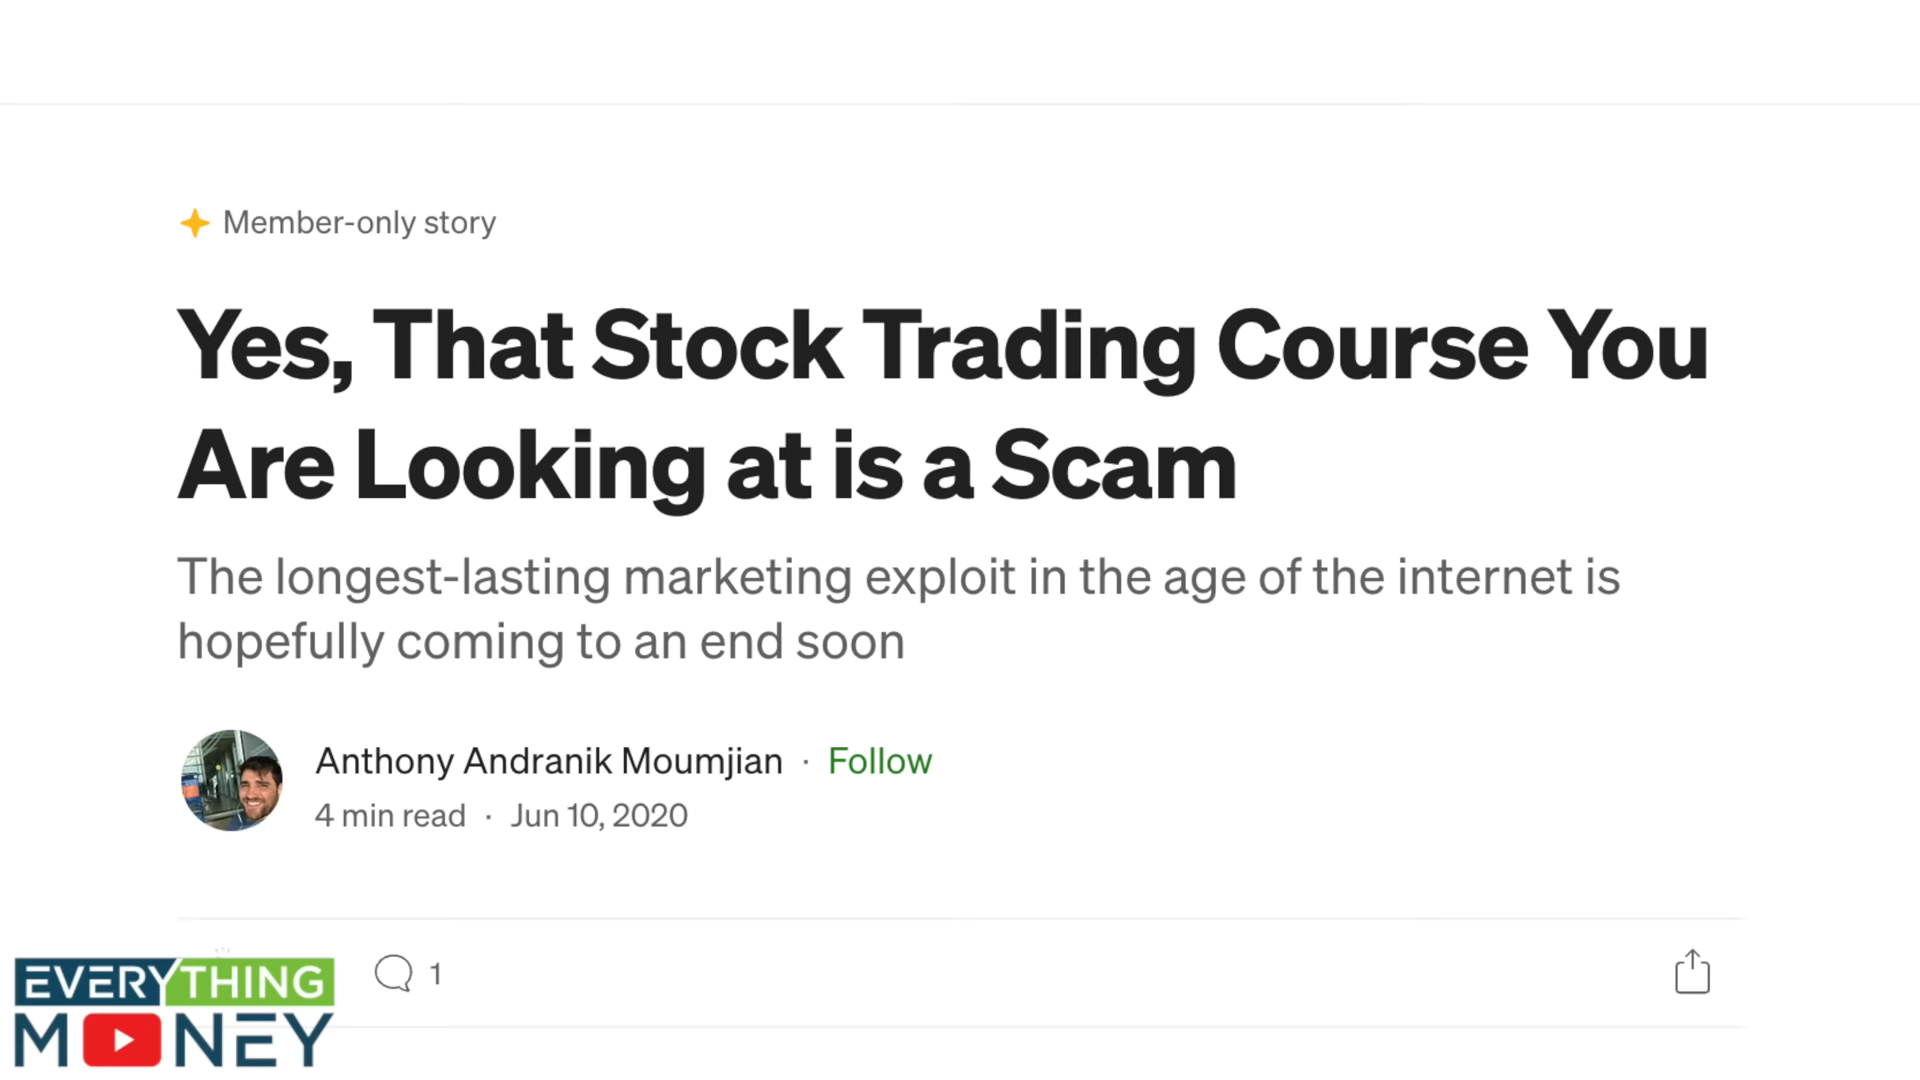 Member-only story
Yes, That Stock Trading Course You
Are Looking at is a Scam
The longest-lasting marketing exploit in the age of the internet is
hopefully coming to an end soon
Anthony Andranik Moumjian · Follow
4 min read · Jun 10, 2020
1
EVERYTHING
MONEY